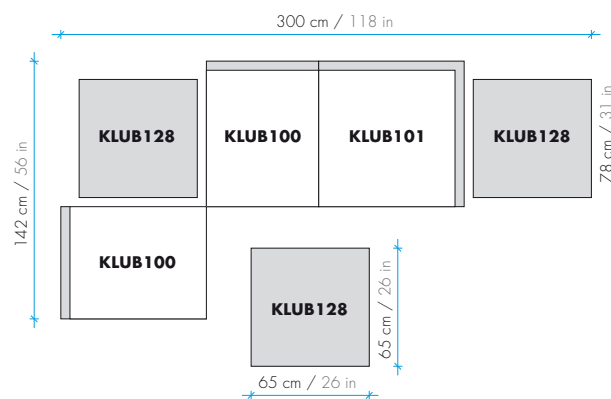 300 cm / 118 in
KLUB128
KLUB100
KLUB101
KLUB128
78 cm / 31 in
142 cm / 56 in
KLUB100
KLUB128
65 cm / 26 in
65 cm / 26 in